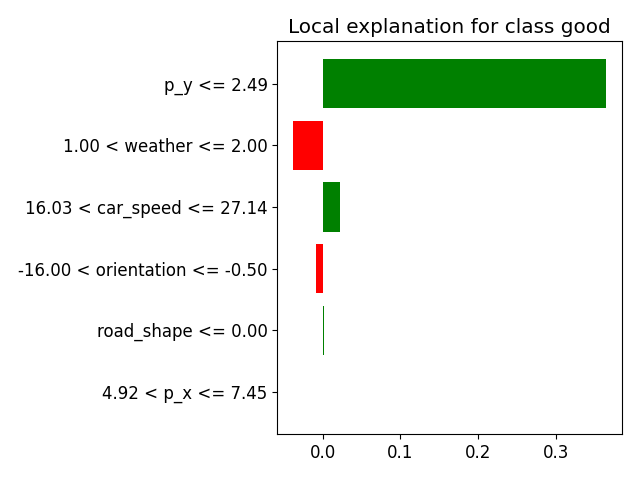 Local explanation for class good
p_y <= 2.49
1.00 < weather <= 2.00
16.03 < car_speed <= 27.14
-16.00 < orientation <= -0.50
road_shape <= 0.00
4.92 < p_x <= 7.45
0.0 0.1 0.2 0.3